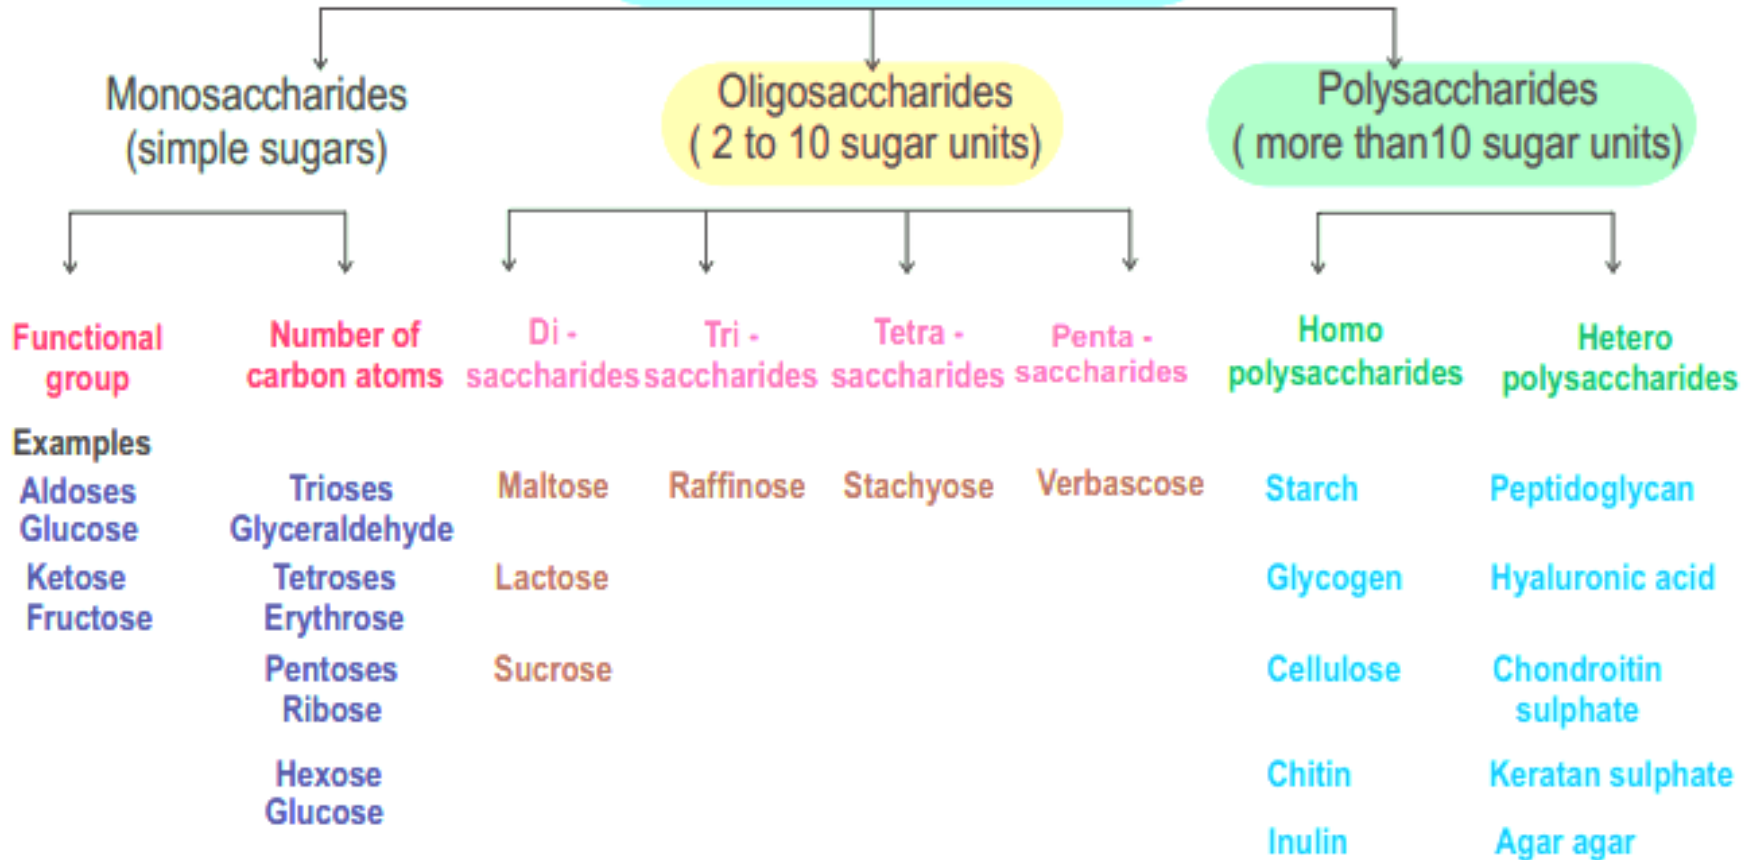 Monosaccharides
(simple sugars)
Oligosaccharides
( 2 to 10 sugar units)
Polysaccharides
( more than10 sugar units)
Functional
group
Number of
carbon atoms
Di -
saccharides
Tri -
saccharides
Tetra -
saccharides
Penta -
saccharides
Homo
polysaccharides
Hetero
polysaccharides
Examples
Aldoses
Glucose
Ketose
Fructose
Trioses
Glyceraldehyde
Tetroses
Erythrose
Pentoses
Ribose
Hexose
Glucose
Maltose
Lactose
Sucrose
Raffinose
Stachyose
Verbascose
Starch
Glycogen
Cellulose
Chitin
Inulin
Peptidoglycan
Hyaluronic acid
Chondroitin
sulphate
Keratan sulphate
Agar agar